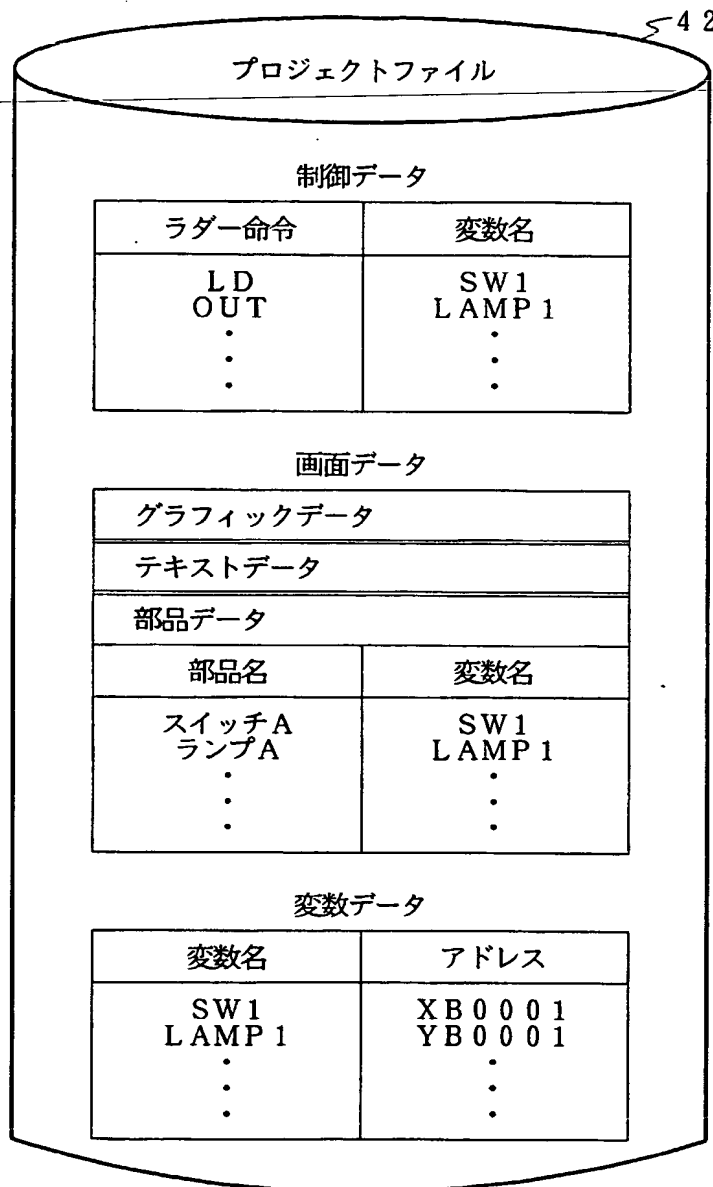 42
プロジェクトファイル
制御データ
ラダー命令 変数名
LD SW1
OUT LAMP1
画面データ
グラフィックデータ
テキストデータ
部品データ
部品名 変数名
スイッチA SW1
ランプA LAMP1
変数データ
変数名 アドレス
SW1 XB0001
LAMP1 YB0001